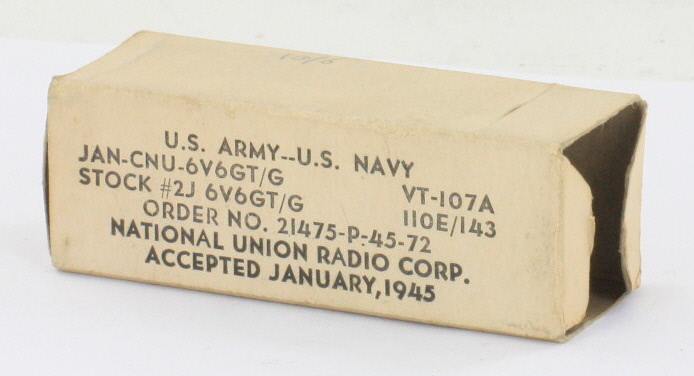 U.S. ARMY--U.S. NAVY
JAN-CNU-6V6GT/G VT-107A
STOCK #2J 6V6GT/G 110E/143
ORDER NO. 21475-P-45-72
NATIONAL UNION RADIO CORP.
ACCEPTED JANUARY, 1945